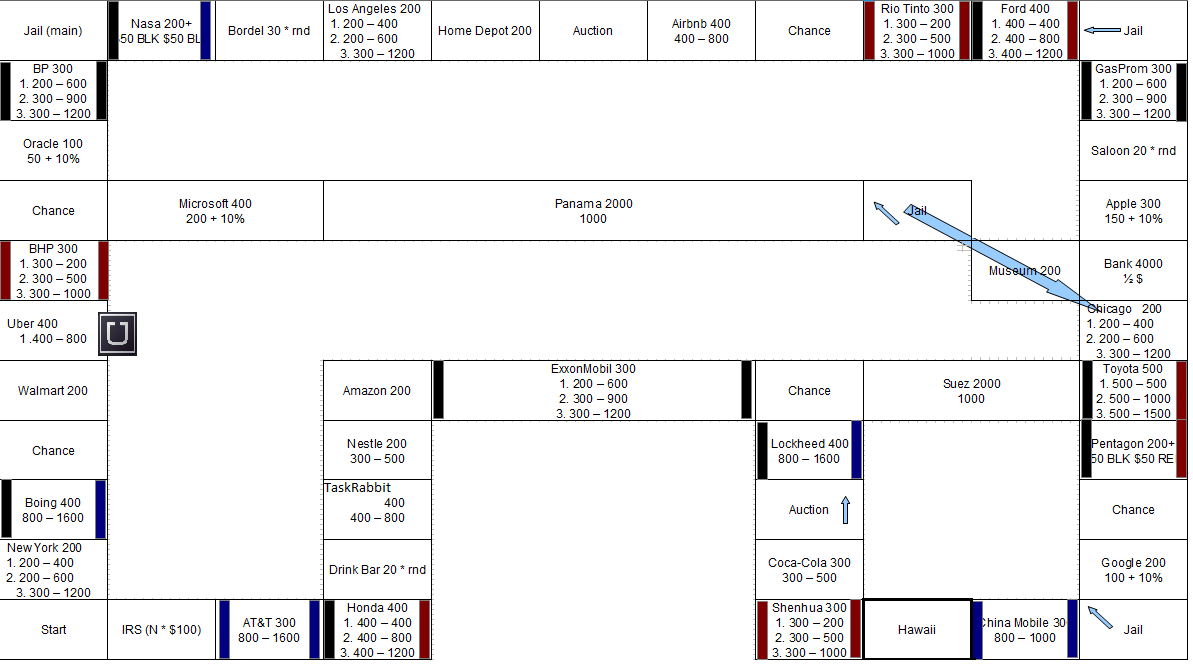 Jail (main)
Nasa 200+
50 BLK $50 BL
Bordel 30 * rnd
Los Angeles 200
1. 200 – 400
2. 200 – 600
3. 300 – 1200
Home Depot 200
Auction
Airbnb 400
400 – 800
Chance
Rio Tinto 300
1. 300 – 200
2. 300 – 500
3. 300 – 1000
Ford 400
1. 400 – 400
2. 400 – 800
3. 400 – 1200
Jail
BP 300
1. 200 – 600
2. 300 – 900
3. 300 – 1200
GasProm 300
1. 200 – 600
2. 300 – 900
3. 300 – 1200
Oracle 100
50 + 10%
Saloon 20 * rnd
Chance
Microsoft 400
200 + 10%
Panama 2000
1000
Jail
Apple 300
150 + 10%
BHP 300
1. 300 – 200
2. 300 – 500
3. 300 – 1000
Museum 200
Bank 4000
½ $
Uber 400
1. 400 – 800
U
Chicago 200
1. 200 – 400
2. 200 – 600
3. 300 – 1200
Walmart 200
Amazon 200
ExxonMobil 300
1. 200 – 600
2. 300 – 900
3. 300 – 1200
Chance
Suez 2000
1000
Toyota 500
1. 500 – 500
2. 500 – 1000
3. 500 – 1500
Chance
Nestle 200
300 – 500
Lockheed 400
800 – 1600
Pentagon 200+
50 BLK $50 RE
Boing 400
800 – 1600
TaskRabbit
400
400 – 800
Auction
Chance
New York 200
1. 200 – 400
2. 200 – 600
3. 300 – 1200
Drink Bar 20 * rnd
Coca-Cola 300
300 – 500
Google 200
100 + 10%
Start
IRS (N * $100)
AT&T 300
800 – 1600
Honda 400
1. 400 – 400
2. 400 – 800
3. 400 – 1200
Shenhua 300
1. 300 – 200
2. 300 – 500
3. 300 – 1000
Hawaii
China Mobile 30
800 – 1000
Jail